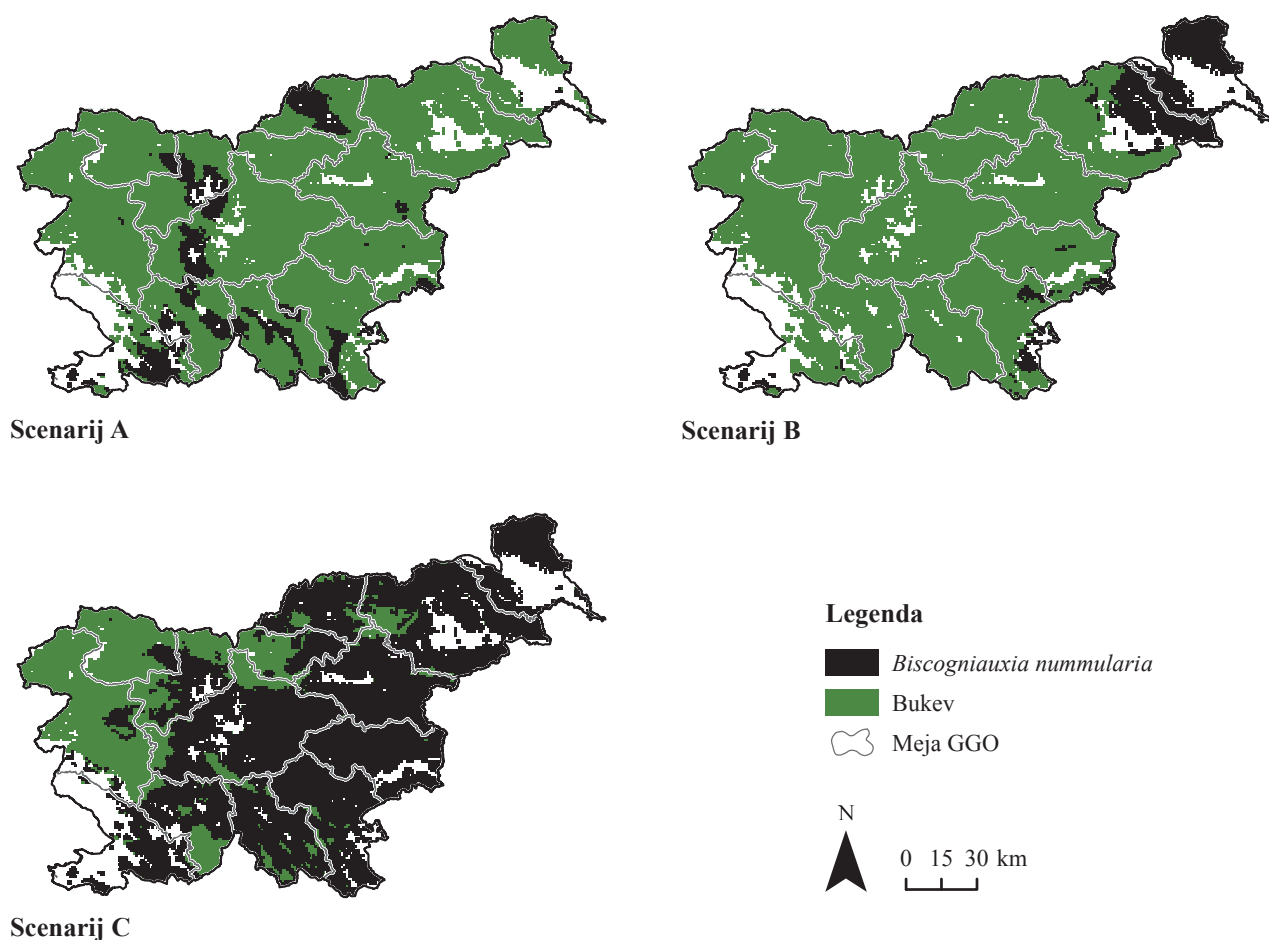 Scenarij A
Scenarij B
Scenarij C
Legenda
Biscogniauxia nummularia
Bukev
Meja GGO
N
0 15 30 km